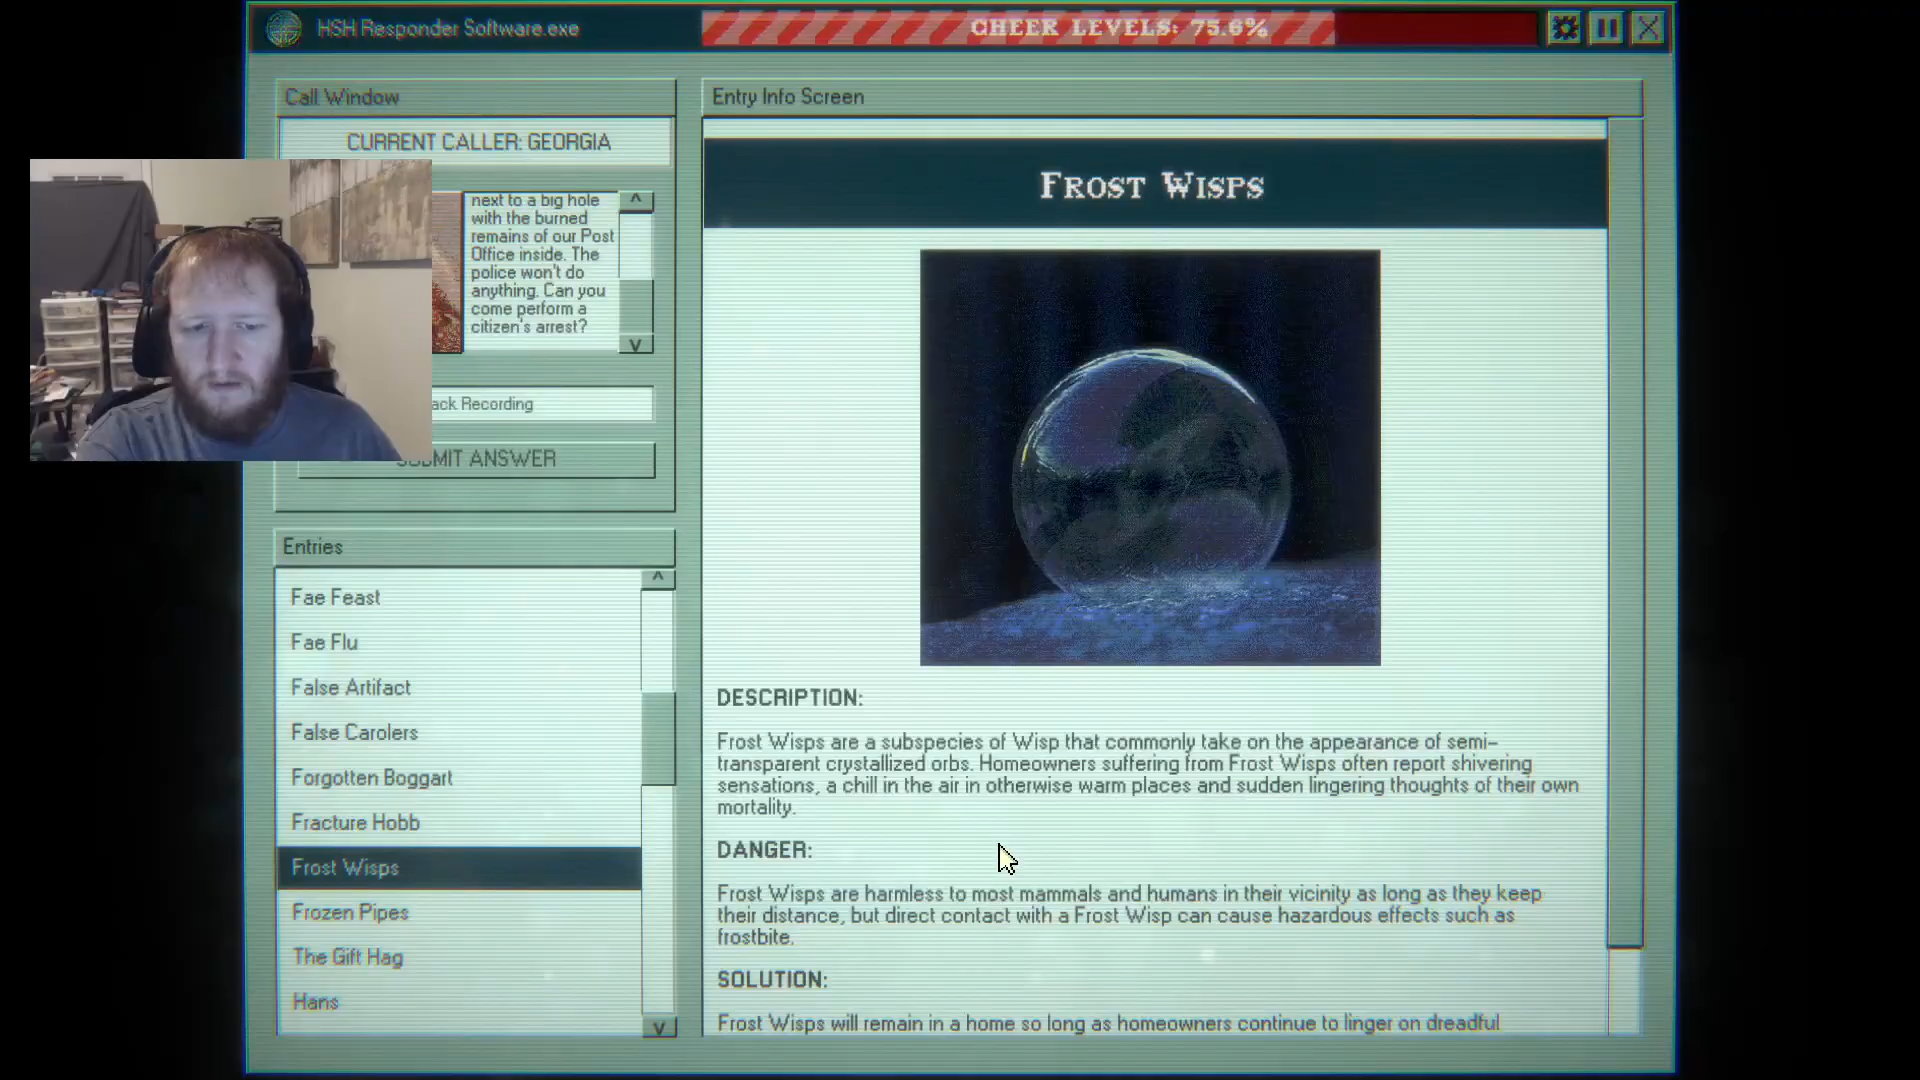 HSH Responder Software.exe
CHEER LEVELS: 75.6%
Call Window
CURRENT CALLER: GEORGIA
next to a big hole
with the burned
remains of our Post
Office inside. The
police won't do
anything. Can you
come perform a
citizen's arrest?
ack Recording
SUBMIT ANSWER
Entries
Fae Feast
Fae Flu
False Artifact
False Carolers
Forgotten Boggart
Fracture Hobb
Frost Wisps
Frozen Pipes
The Gift Hag
Hans
Entry Info Screen
FROST WISPS
DESCRIPTION:
Frost Wisps are a subspecies of Wisp that commonly take on the appearance of semi-
transparent crystallized orbs. Homeowners suffering from Frost Wisps often report shivering
sensations, a chill in the air in otherwise warm places and sudden lingering thoughts of their own
mortality.
DANGER:
Frost Wisps are harmless to most mammals and humans in their vicinity as long as they keep
their distance, but direct contact with a Frost Wisp can cause hazardous effects such as
frostbite.
SOLUTION:
Frost Wisps will remain in a home so long as homeowners continue to linger on dreadful